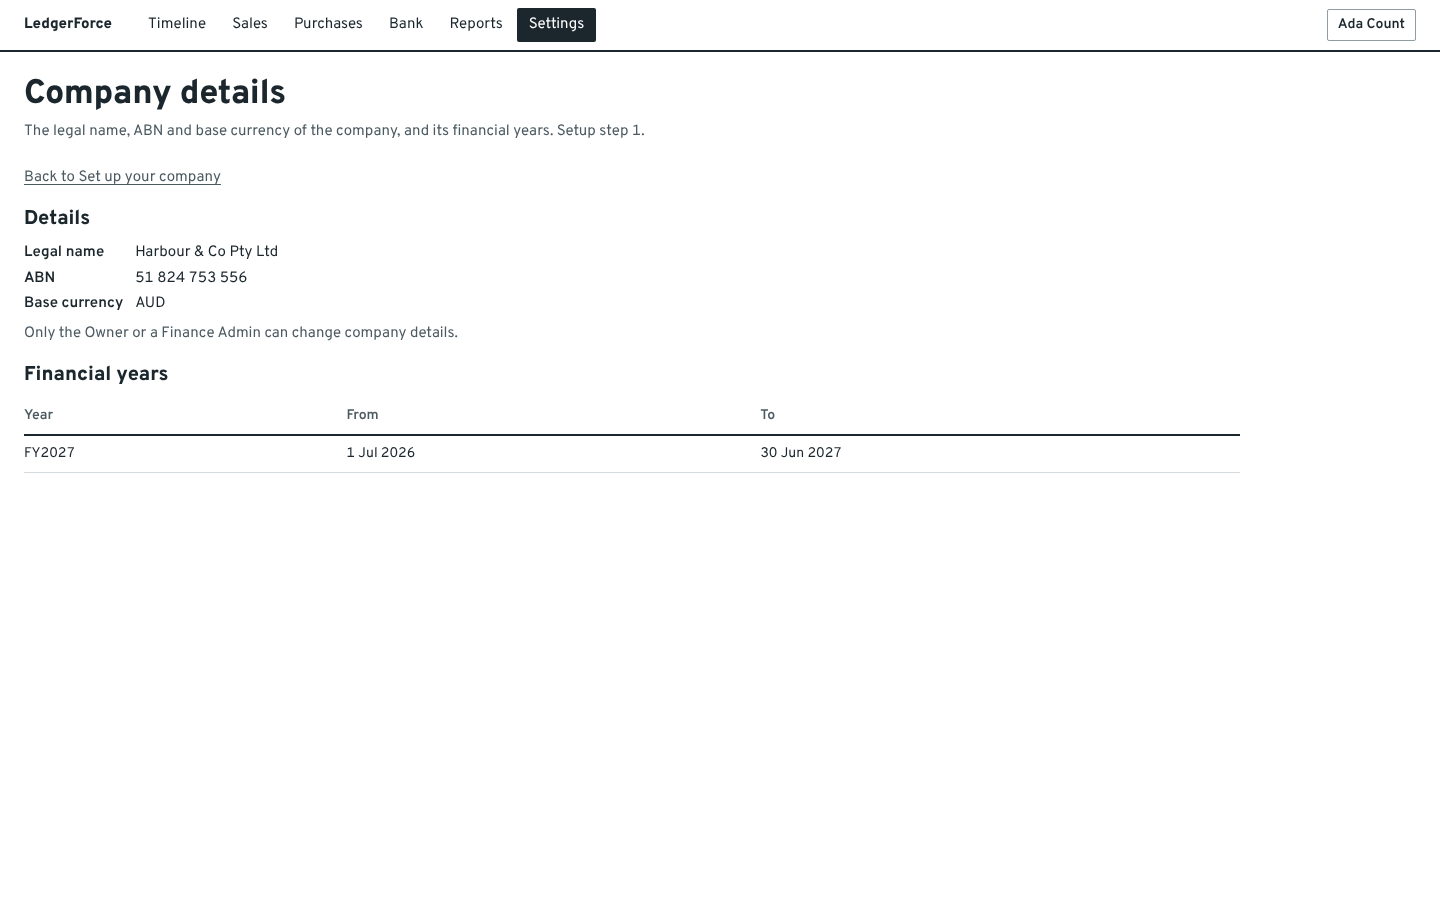 LedgerForce Timeline Sales Purchases Bank Reports Settings Ada Count
Company details
The legal name, ABN and base currency of the company, and its financial years. Setup step 1.
Back to Set up your company
Details
Legal name Harbour & Co Pty Ltd
ABN 51 824 753 556
Base currency AUD
Only the Owner or a Finance Admin can change company details.
Financial years
Year From To
FY2027 1 Jul 2026 30 Jun 2027